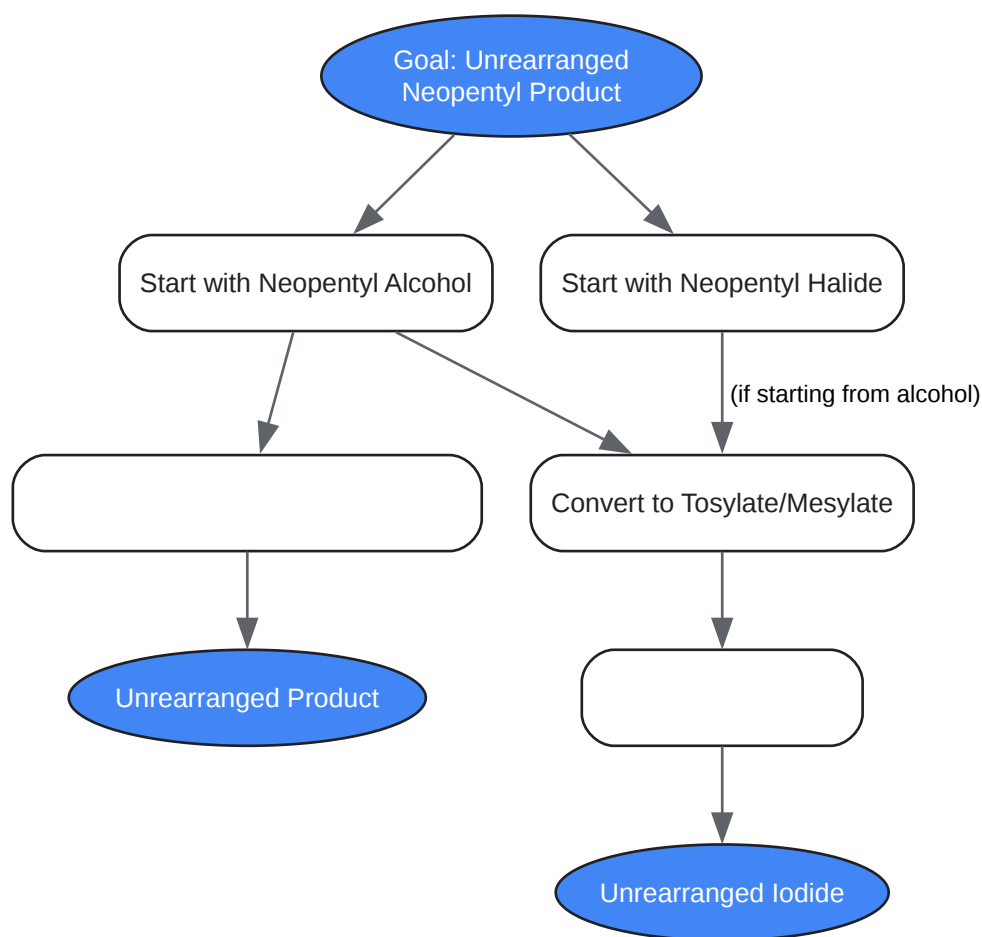 Goal: Unrearranged
Neopentyl Product
Start with Neopentyl Alcohol
Start with Neopentyl Halide
(if starting from alcohol)
Convert to Tosylate/Mesylate
Unrearranged Product
Unrearranged Iodide